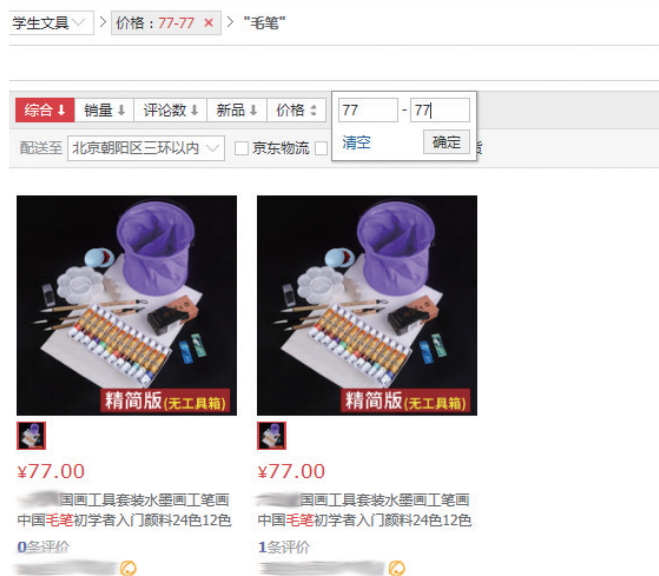 学生文具 > 价格：77-77 × > "毛笔"
综合 销量 评论数 新品 价格 77 - 77
清空 确定
配送至 北京朝阳区三环以内 京东物流
精简版(无工具箱) 精简版(无工具箱)
¥77.00 ¥77.00
国画工具套装水墨画工笔画 国画工具套装水墨画工笔画
中国毛笔初学者入门颜料24色12色 中国毛笔初学者入门颜料24色12色
0条评价 1条评价